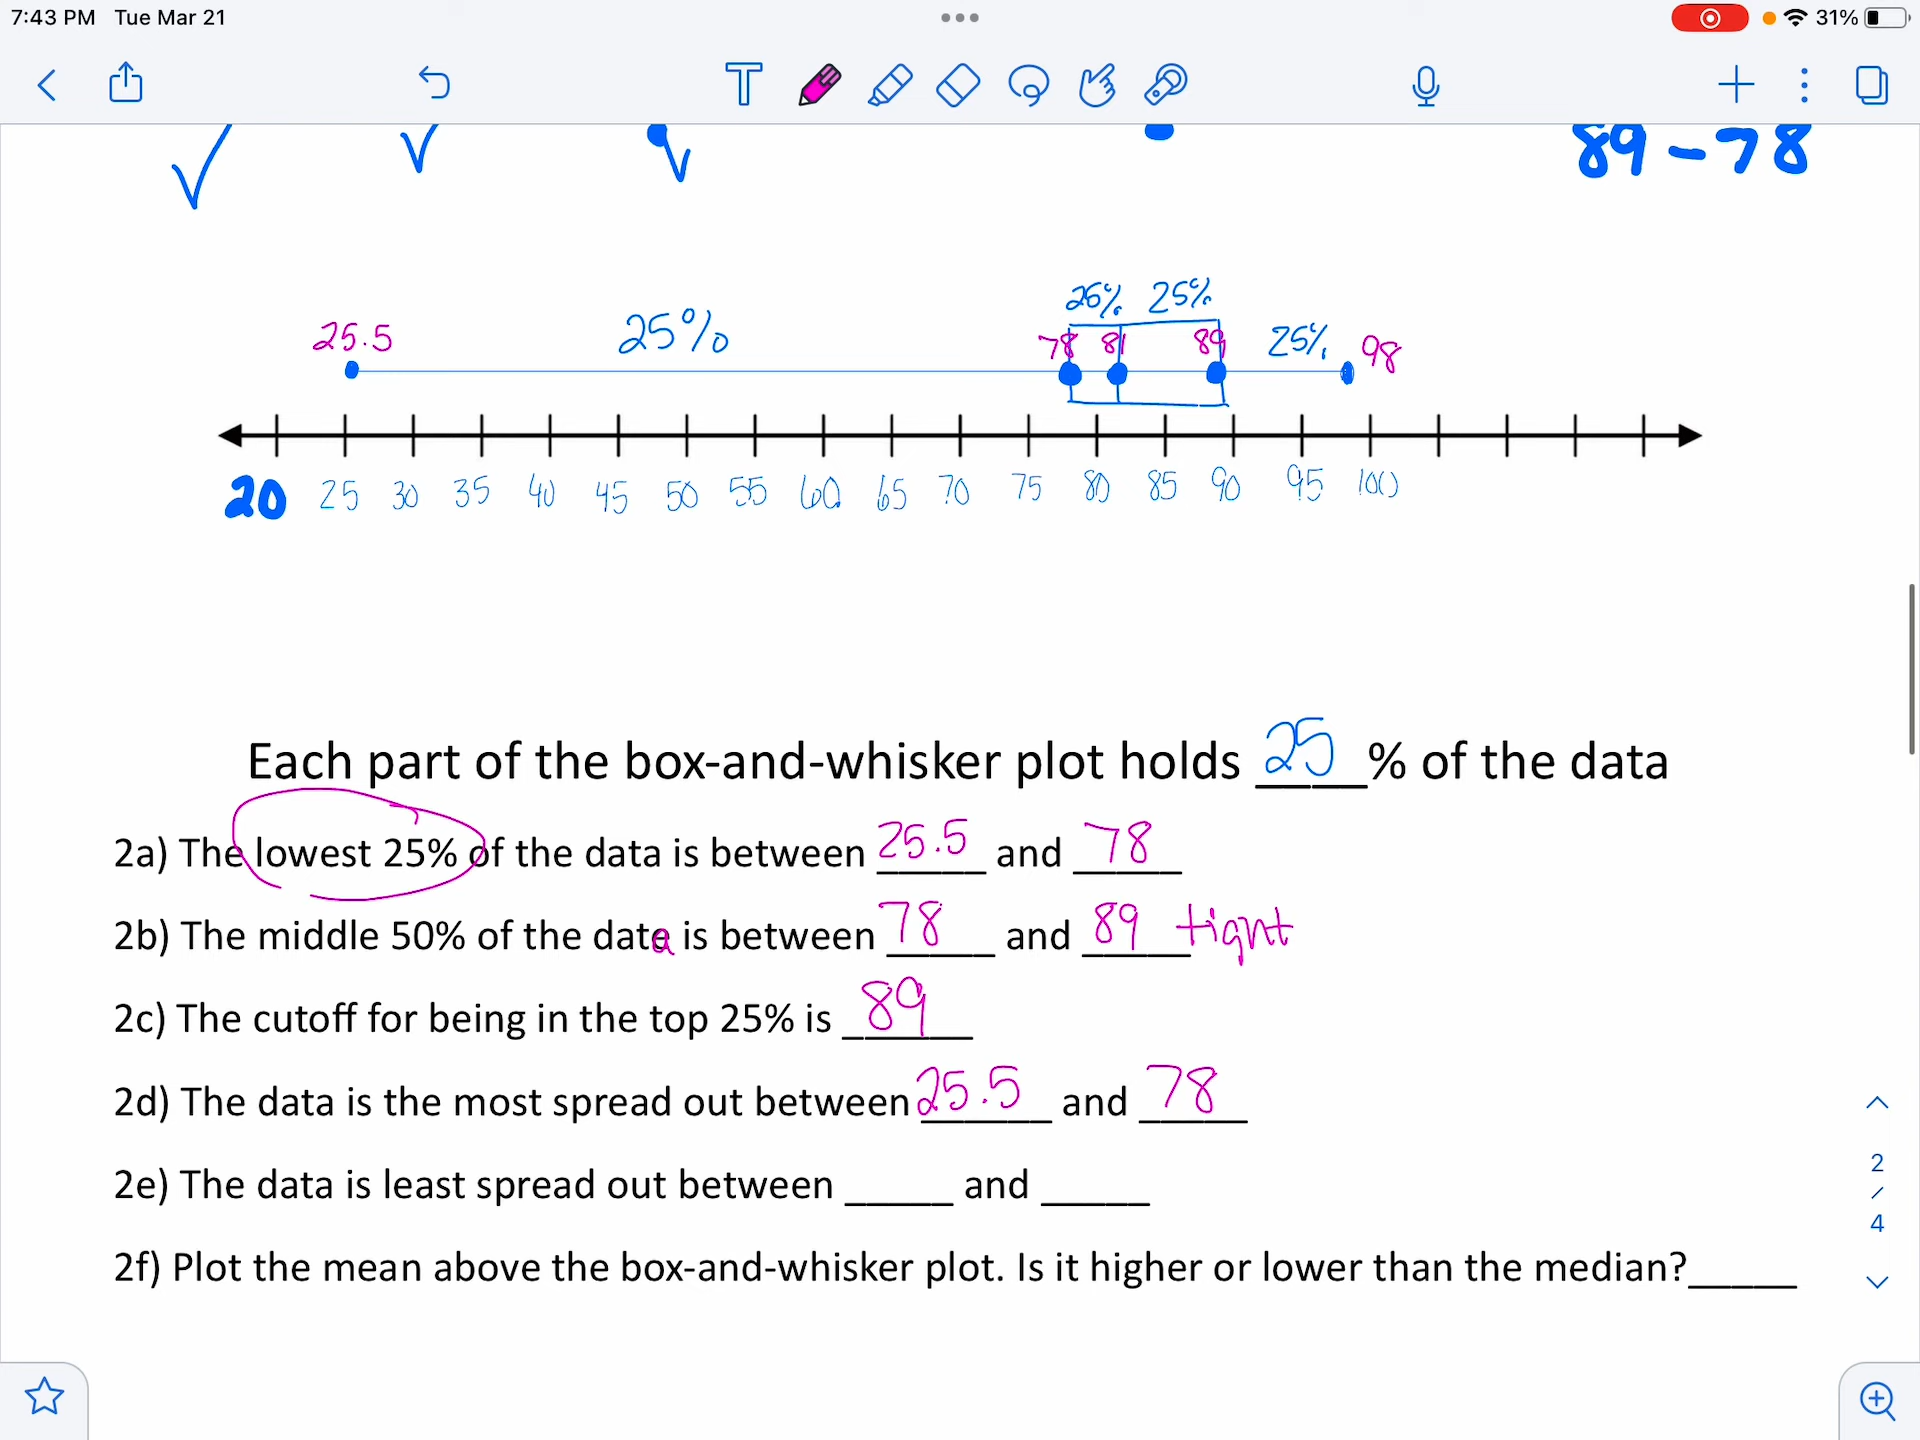 7:43 PM Tue Mar 21
31%
T
89 - 78
25% 25%
25.5 25% 78 81 89 25% 98
20 25 30 35 40 45 50 55 60 65 70 75 80 85 90 95 100
Each part of the box-and-whisker plot holds 25 % of the data
2a) The lowest 25% of the data is between 25.5 and 78
2b) The middle 50% of the data is between 78 and 89 tight
2c) The cutoff for being in the top 25% is 89
2d) The data is the most spread out between 25.5 and 78
2e) The data is least spread out between _____ and _____
2f) Plot the mean above the box-and-whisker plot. Is it higher or lower than the median?_____
2
/
4